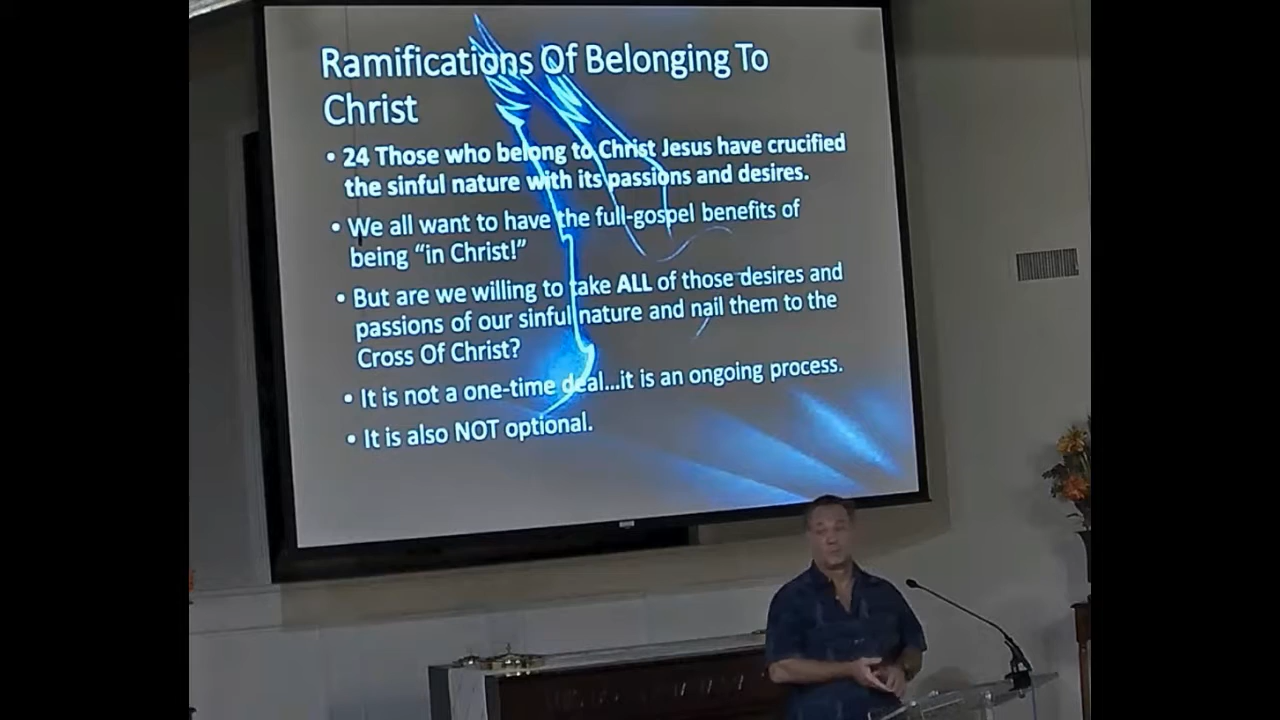 Ramifications Of Belonging To
Christ
• 24 Those who belong to Christ Jesus have crucified
the sinful nature with its passions and desires.
• We all want to have the full-gospel benefits of
being “in Christ!”
• But are we willing to take ALL of those desires and
passions of our sinful nature and nail them to the
Cross Of Christ?
• It is not a one-time deal...it is an ongoing process.
• It is also NOT optional.